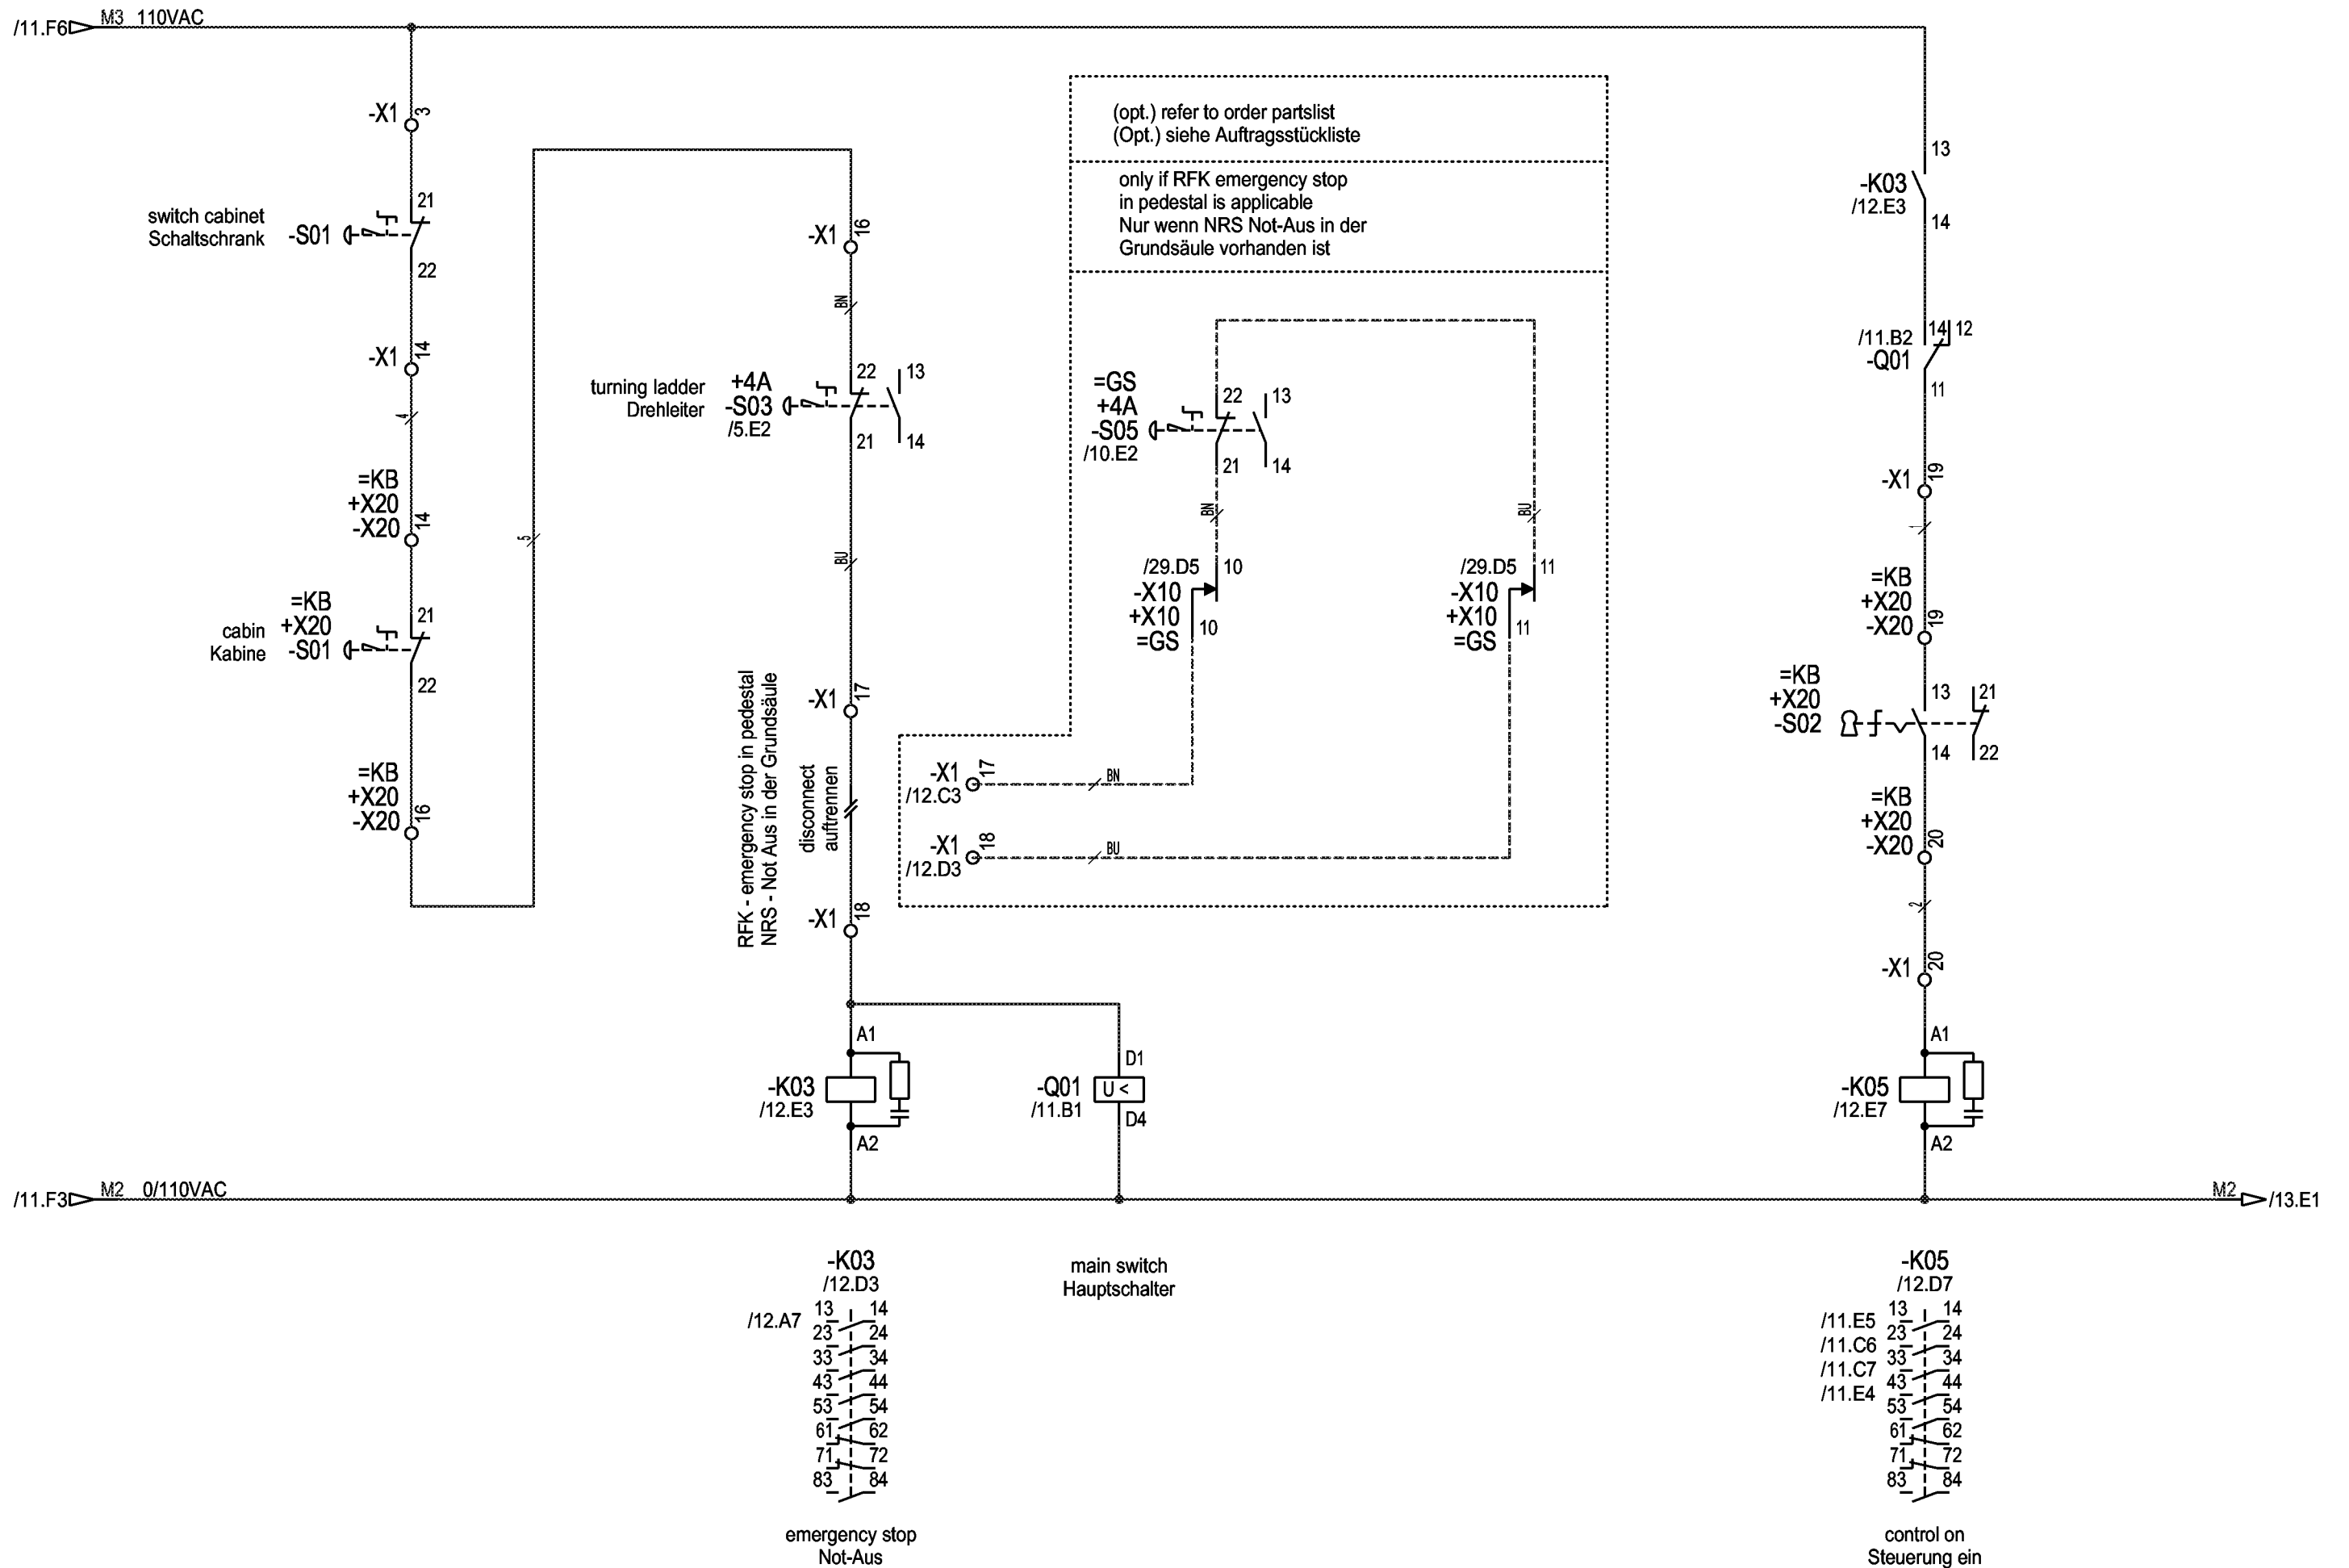 /11.F6 M3 110VAC
-X1 3
switch cabinet
Schaltschrank
-S01
21
22
-X1 14
4
=KB
+X20
-X20 14
cabin
Kabine
=KB
+X20
-S01
21
22
=KB
+X20
-X20 16
5
-X1 16
BN
turning ladder
Drehleiter
+4A
-S03
/5.E2
22 13
21 14
BU
-X1 17
RFK - emergency stop in pedestal
NRS - Not Aus in der Grundsäule
disconnect
auftrennen
-X1 18
A1
-K03
/12.E3
A2
D1
-Q01
/11.B1
U <
D4
(opt.) refer to order partslist
(Opt.) siehe Auftragsstückliste
only if RFK emergency stop
in pedestal is applicable
Nur wenn NRS Not-Aus in der
Grundsäule vorhanden ist
=GS
+4A
-S05
/10.E2
22 13
21 14
BN
BU
/29.D5 10
-X10
+X10
=GS
10
/29.D5 11
-X10
+X10
=GS
11
-X1 17
/12.C3
BN
-X1 18
/12.D3
BU
13
-K03
/12.E3
14
/11.B2
-Q01
14 12
11
-X1 19
1
=KB
+X20
-X20 19
=KB
+X20
-S02
13 21
14 22
=KB
+X20
-X20 20
2
-X1 20
A1
-K05
/12.E7
A2
/11.F3 M2 0/110VAC
M2 /13.E1
-K03
/12.D3
/12.A7 13 14
23 24
33 34
43 44
53 54
61 62
71 72
83 84
emergency stop
Not-Aus
main switch
Hauptschalter
-K05
/12.D7
/11.E5 13 14
/11.C6 23 24
/11.C7 33 34
/11.E4 43 44
53 54
61 62
71 72
83 84
control on
Steuerung ein